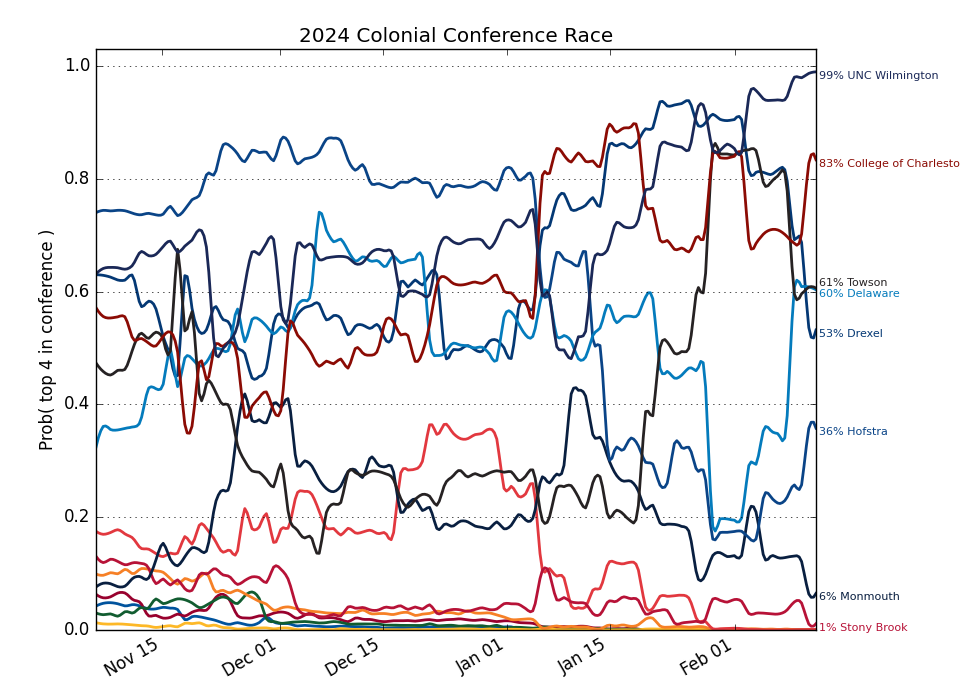 2024 Colonial Conference Race
Prob( top 4 in conference )
1.0
0.8
0.6
0.4
0.2
0.0
Nov 15
Dec 01
Dec 15
Jan 01
Jan 15
Feb 01
99% UNC Wilmington
83% College of Charlesto
61% Towson
60% Delaware
53% Drexel
36% Hofstra
6% Monmouth
1% Stony Brook